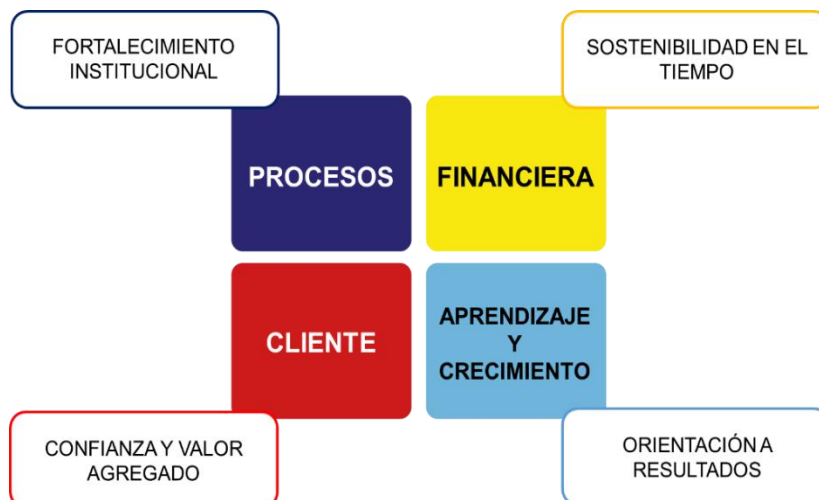 FORTALECIMIENTO
INSTITUCIONAL
SOSTENIBILIDAD EN EL
TIEMPO
PROCESOS
FINANCIERA
CLIENTE
APRENDIZAJE
Y
CRECIMIENTO
CONFIANZA Y VALOR
AGREGADO
ORIENTACIÓN A
RESULTADOS